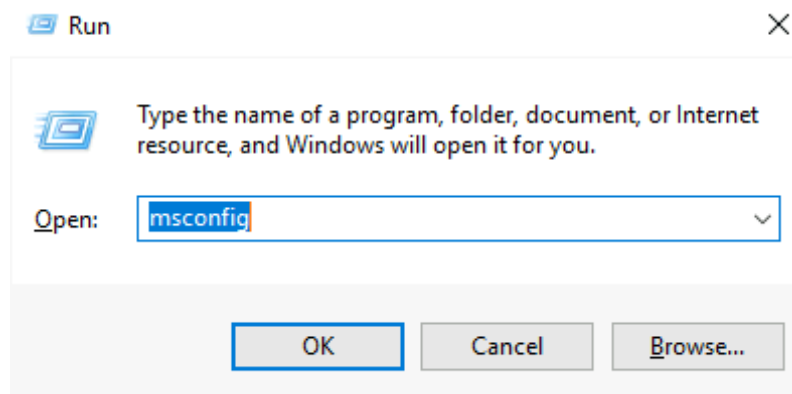 Run
Type the name of a program, folder, document, or Internet
resource, and Windows will open it for you.
Open: msconfig
OK Cancel Browse...